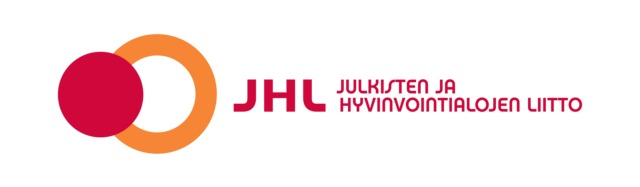 JHL JULKISTEN JA
HYVINVOINTIALOJEN LIITTO